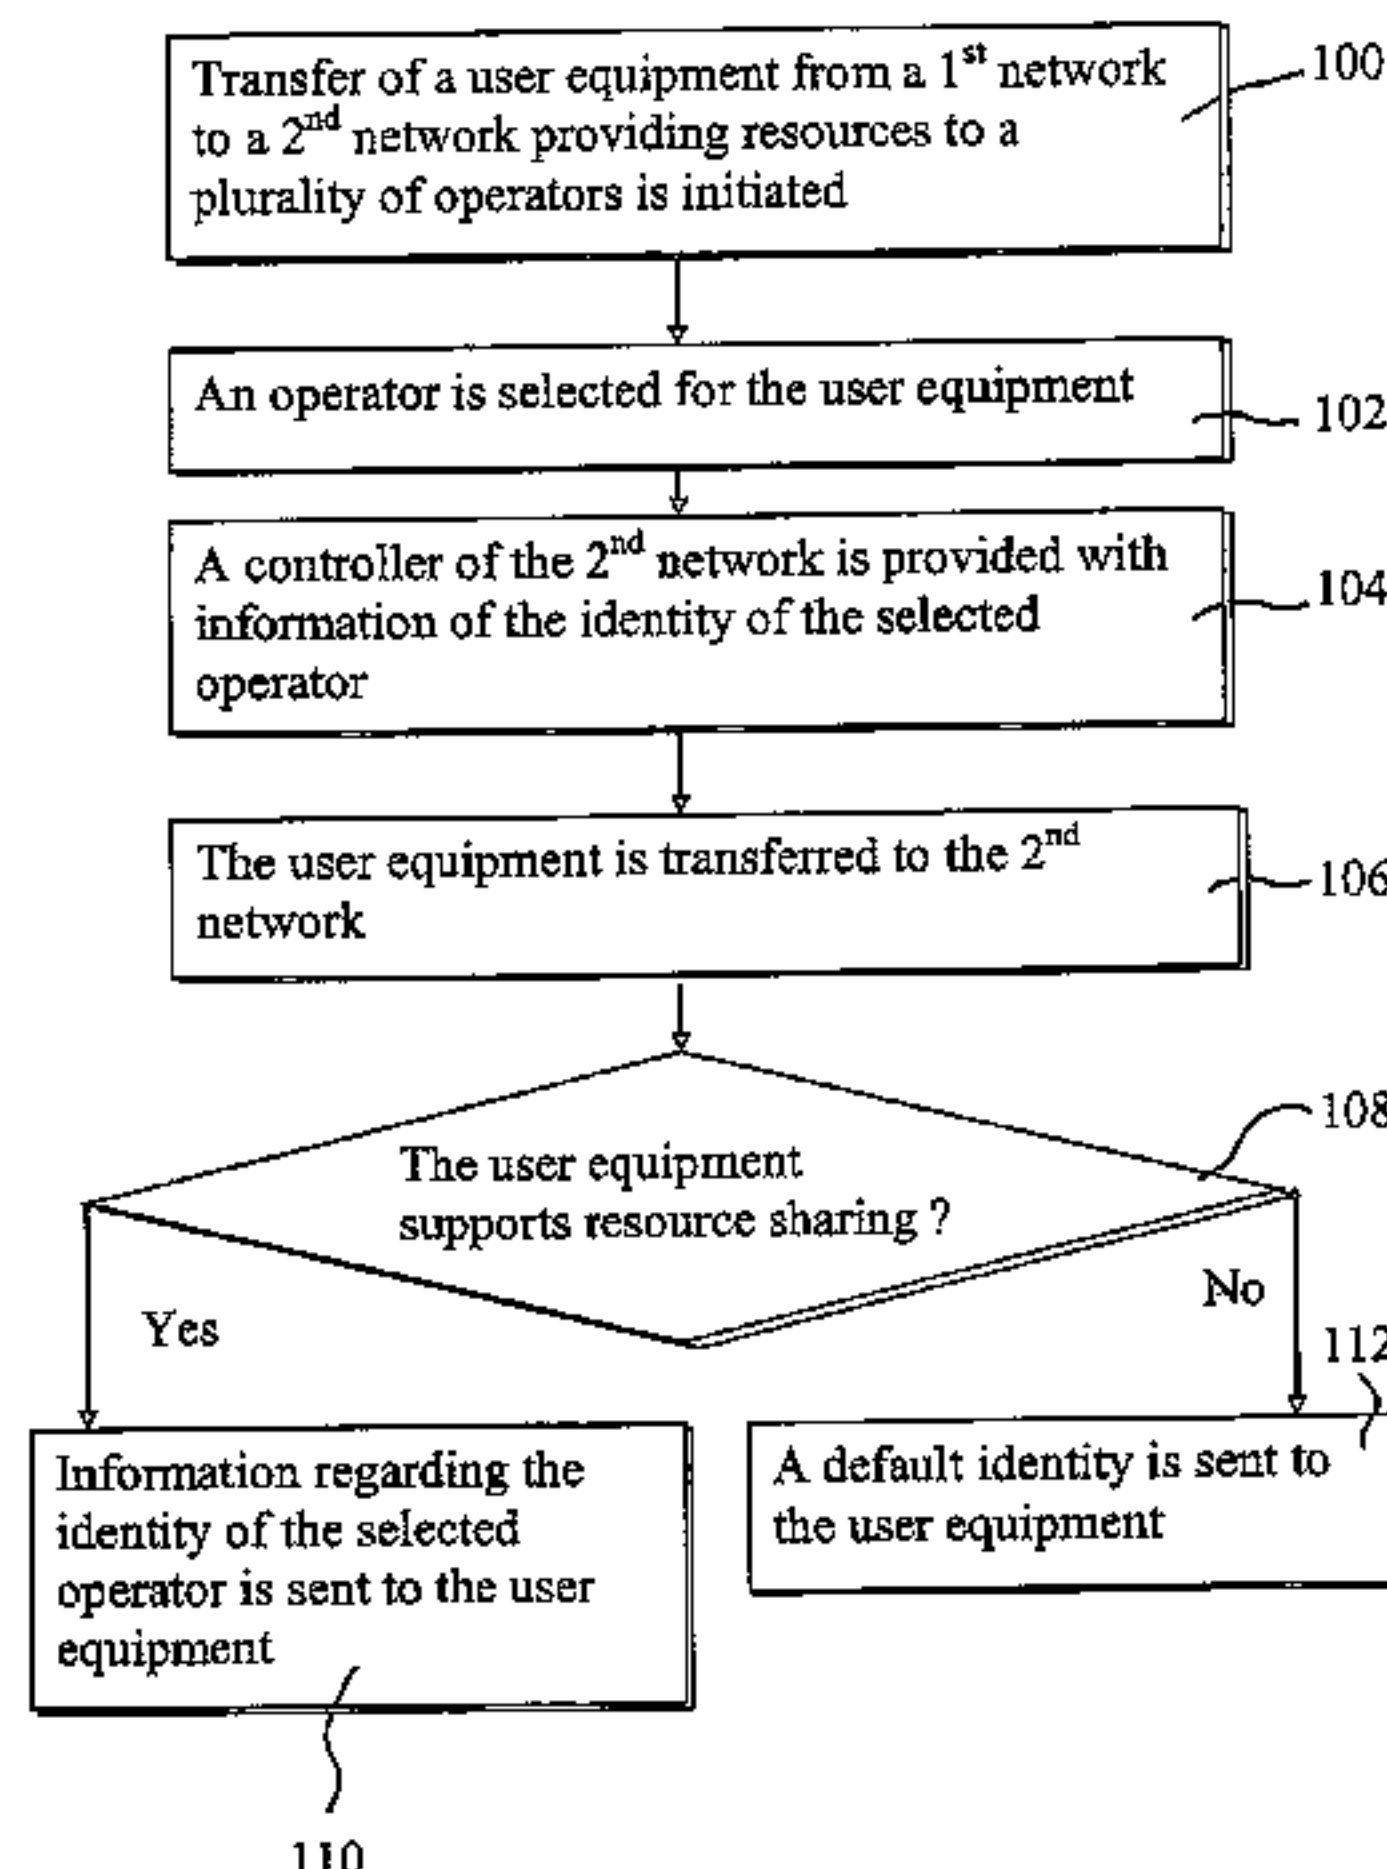 Transfer of a user equipment from a 1st network
to a 2nd network providing resources to a
plurality of operators is initiated
100
An operator is selected for the user equipment
102
A controller of the 2nd network is provided with
information of the identity of the selected
operator
104
The user equipment is transferred to the 2nd
network
106
The user equipment
supports resource sharing ?
108
Yes
No
112
Information regarding the
identity of the selected
operator is sent to the user
equipment
A default identity is sent to
the user equipment
110